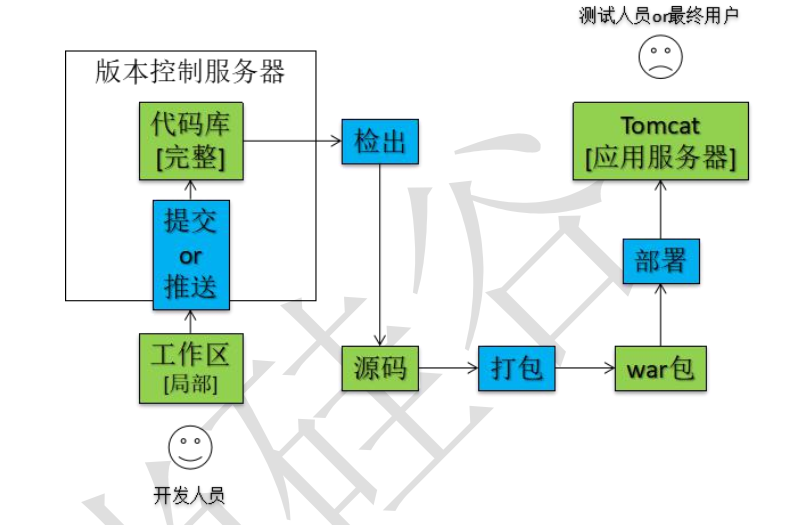 测试人员or最终用户
版本控制服务器
代码库
[完整]
检出
Tomcat
[应用服务器]
提交
or
推送
部署
工作区
[局部]
源码
打包
war包
开发人员
硅谷